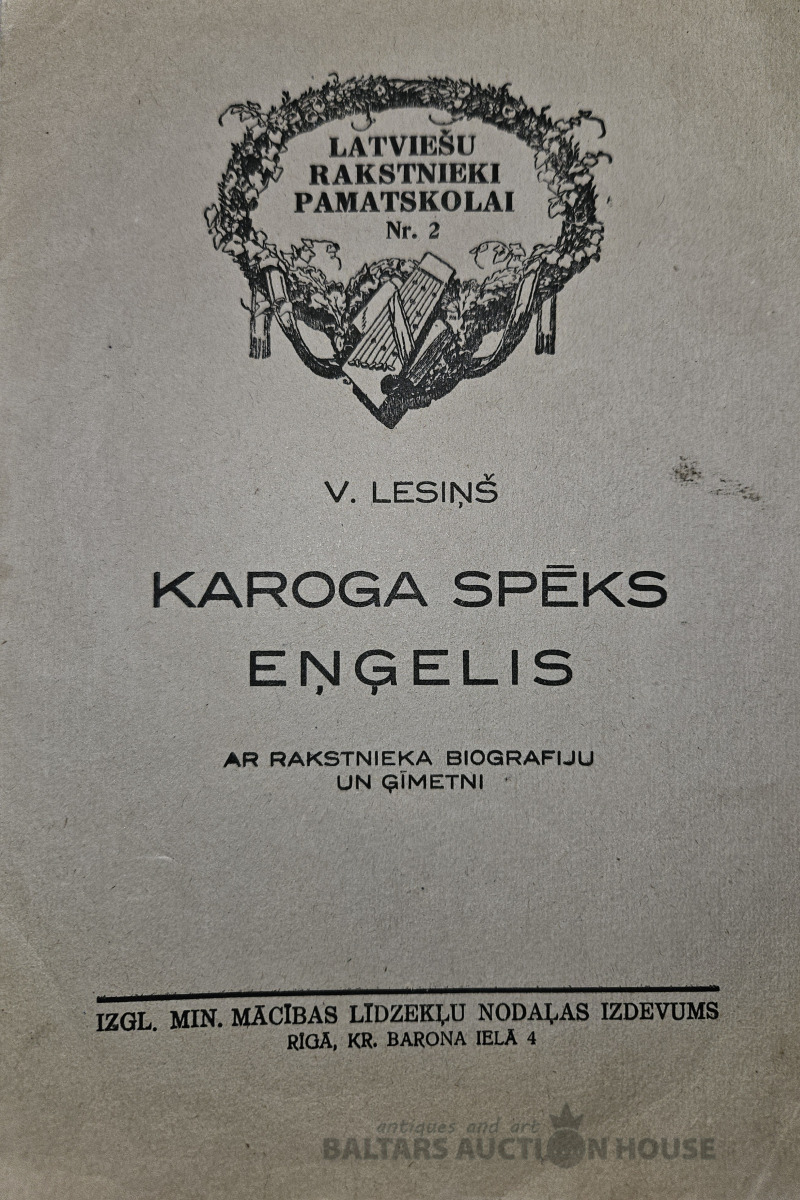 LATVIEŠU
RAKSTNIEKI
PAMATSKOLAI
Nr. 2
V. LESIŅŠ
KAROGA SPĒKS
EŅĢELIS
AR RAKSTNIEKA BIOGRAFIJU
UN ĢĪMETNI
IZGL. MIN. MĀCĪBAS LĪDZEKĻU NODAĻAS IZDEVUMS
RĪGĀ, KR. BARONA IELĀ 4
antiques and art
BALTARS AUCTION HOUSE